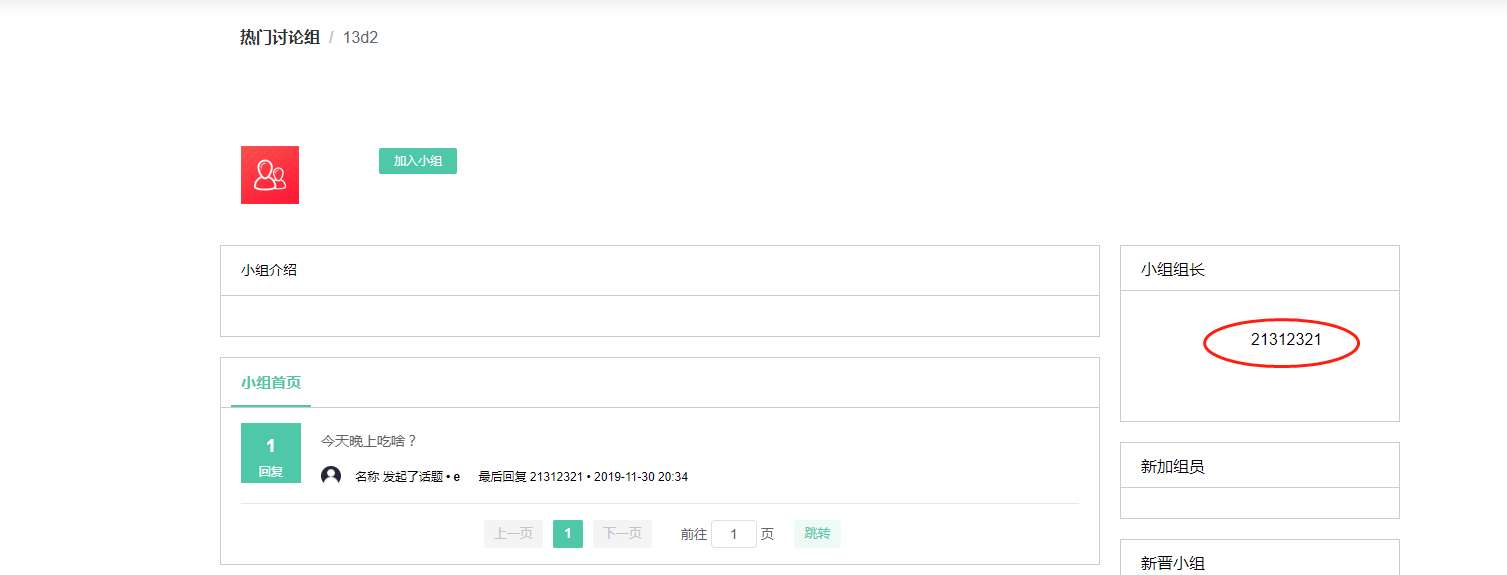 热门讨论组 / 13d2
加入小组
小组介绍
小组首页
1
回复
今天晚上吃啥？
名称 发起了话题 • e 最后回复 21312321 • 2019-11-30 20:34
上一页 1 下一页 前往 1 页 跳转
小组组长
21312321
新加组员
新晋小组